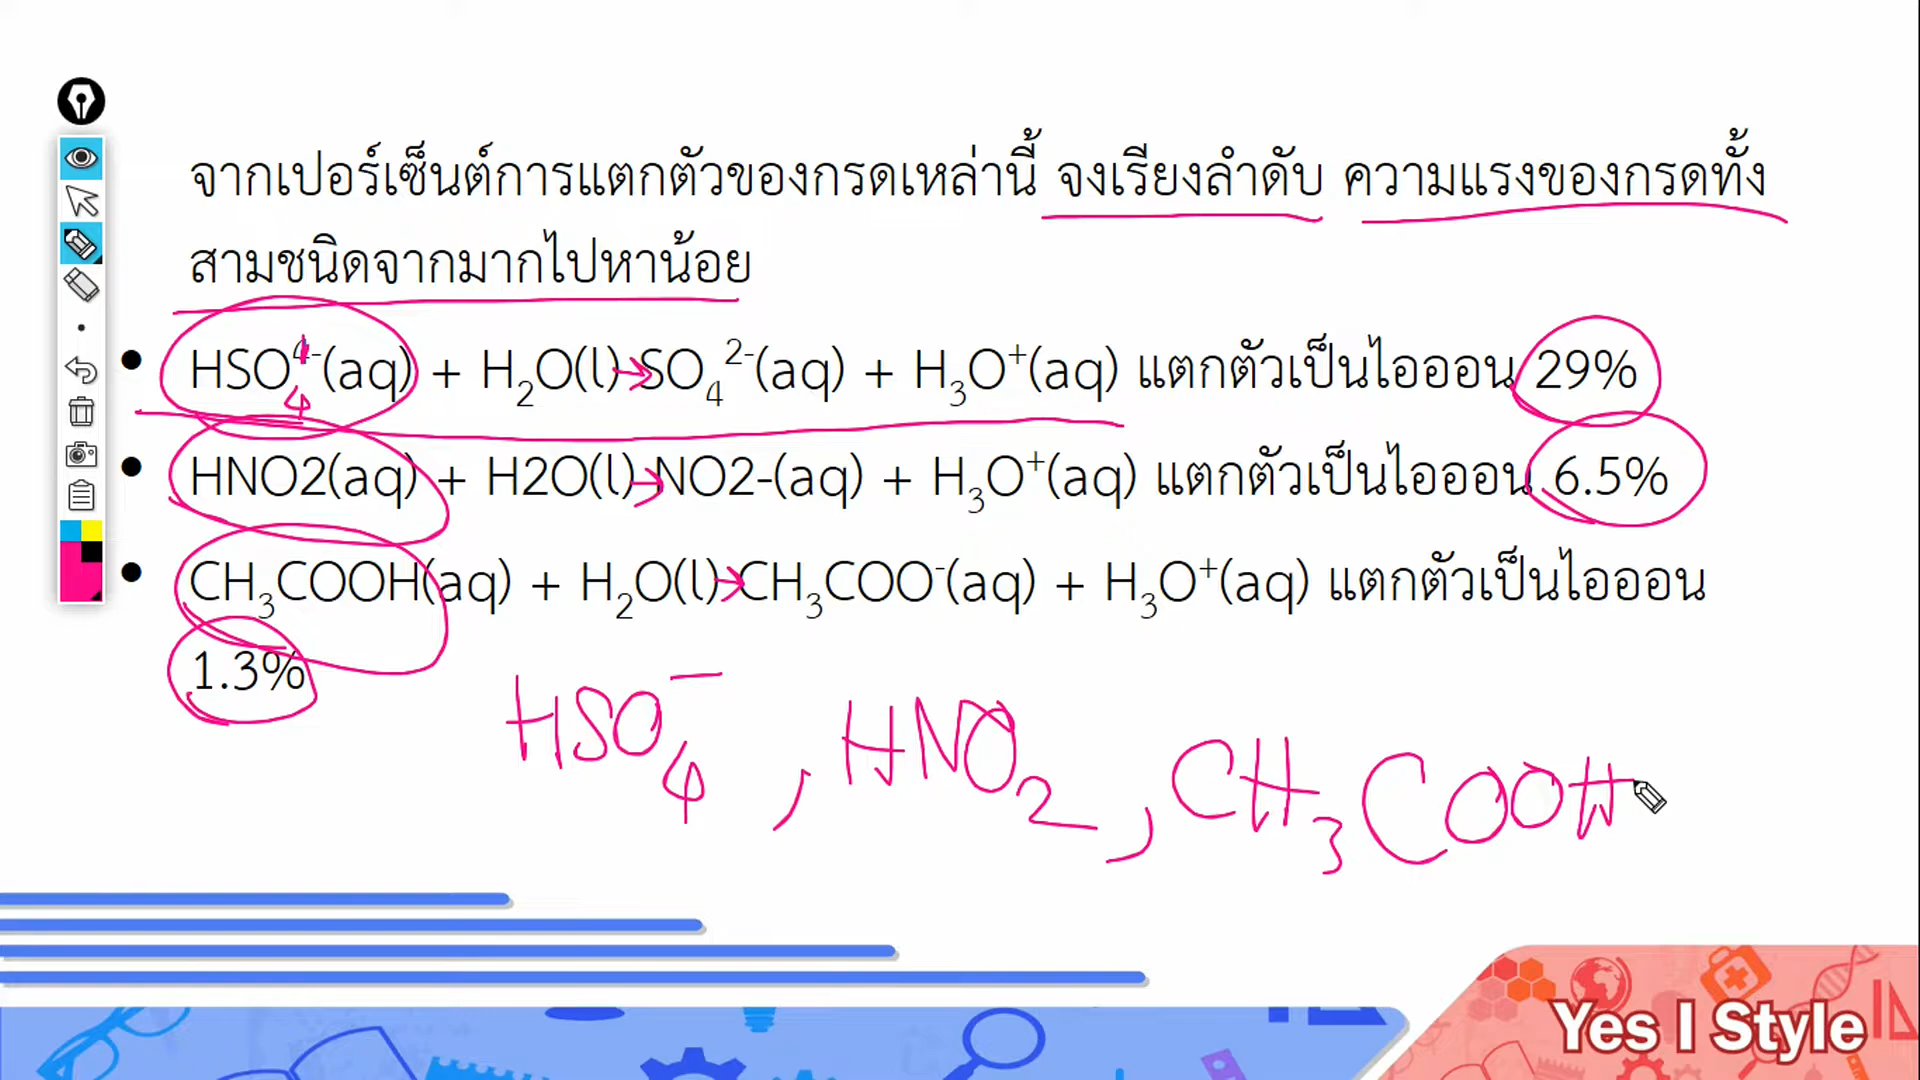 จากเปอร์เซ็นต์การแตกตัวของกรดเหล่านี้ จงเรียงลำดับ ความแรงของกรดทั้ง
สามชนิดจากมากไปหาน้อย
• HSO⁴⁻(aq) + H₂O(l)→SO₄²⁻(aq) + H₃O⁺(aq) แตกตัวเป็นไอออน 29%
4
• HNO2(aq) + H2O(l)→NO2-(aq) + H₃O⁺(aq) แตกตัวเป็นไอออน 6.5%
• CH₃COOH(aq) + H₂O(l)→CH₃COO⁻(aq) + H₃O⁺(aq) แตกตัวเป็นไอออน
1.3%
HSO₄⁻ , HNO₂ , CH₃COOH
Yes I Style